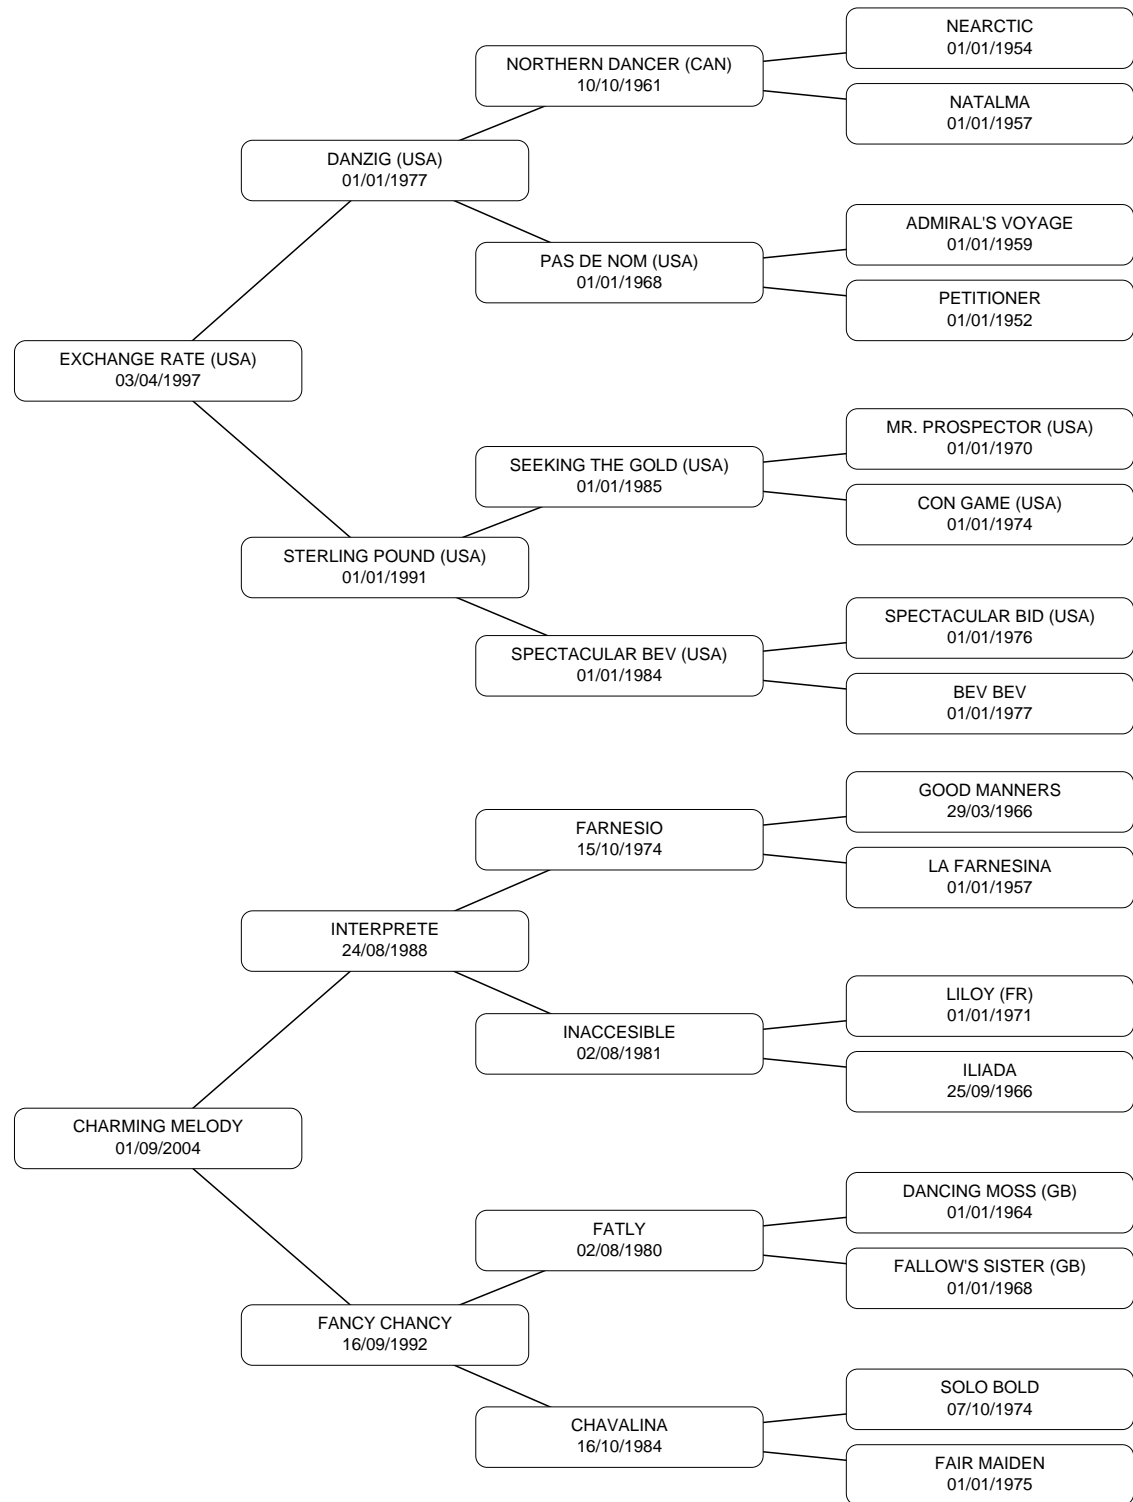 NEARCTIC
01/01/1954
NORTHERN DANCER (CAN)
10/10/1961
NATALMA
01/01/1957
DANZIG (USA)
01/01/1977
ADMIRAL'S VOYAGE
01/01/1959
PAS DE NOM (USA)
01/01/1968
PETITIONER
01/01/1952
EXCHANGE RATE (USA)
03/04/1997
MR. PROSPECTOR (USA)
01/01/1970
SEEKING THE GOLD (USA)
01/01/1985
CON GAME (USA)
01/01/1974
STERLING POUND (USA)
01/01/1991
SPECTACULAR BID (USA)
01/01/1976
SPECTACULAR BEV (USA)
01/01/1984
BEV BEV
01/01/1977
GOOD MANNERS
29/03/1966
FARNESIO
15/10/1974
LA FARNESINA
01/01/1957
INTERPRETE
24/08/1988
LILOY (FR)
01/01/1971
INACCESIBLE
02/08/1981
ILIADA
25/09/1966
CHARMING MELODY
01/09/2004
DANCING MOSS (GB)
01/01/1964
FATLY
02/08/1980
FALLOW'S SISTER (GB)
01/01/1968
FANCY CHANCY
16/09/1992
SOLO BOLD
07/10/1974
CHAVALINA
16/10/1984
FAIR MAIDEN
01/01/1975